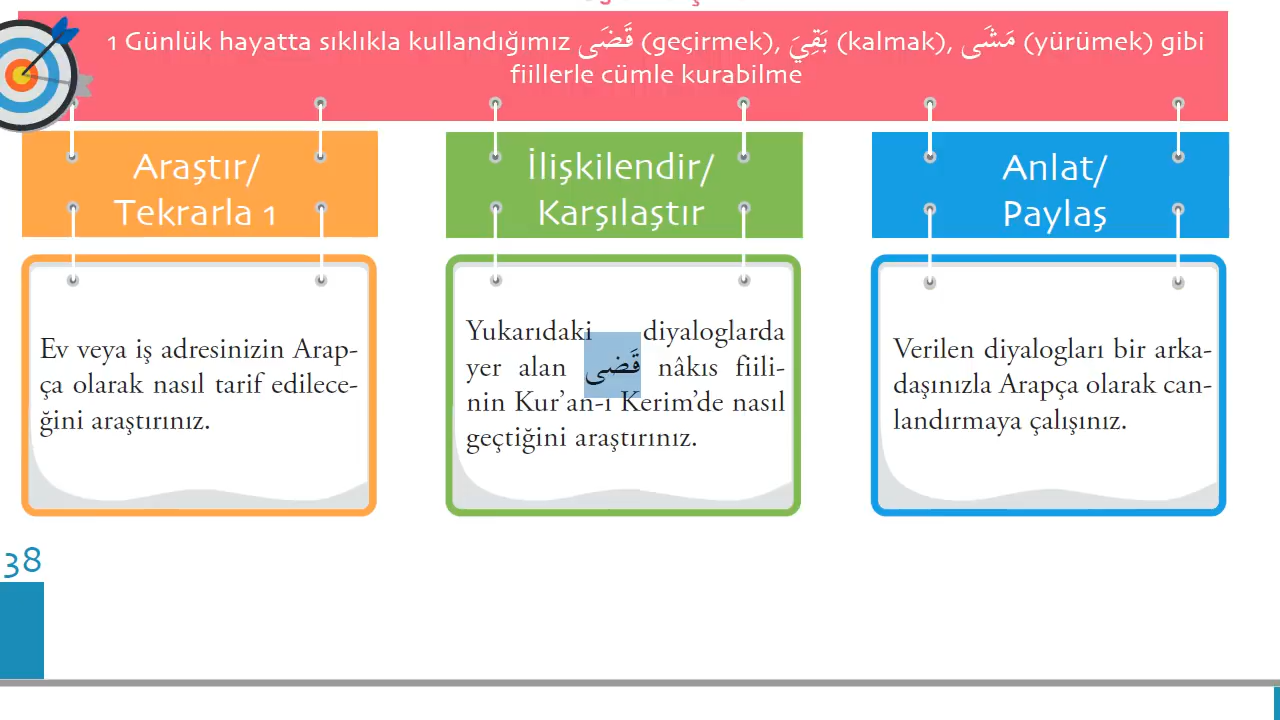 1 Günlük hayatta sıklıkla kullandığımız قَضَى (geçirmek), بَقِيَ (kalmak), مَشَى (yürümek) gibi
fiillerle cümle kurabilme
Araştır/
Tekrarla 1
Ev veya iş adresinizin Arap-
ça olarak nasıl tarif edilece-
ğini araştırınız.
İlişkilendir/
Karşılaştır
Yukarıdaki diyaloglarda
yer alan قَضى nâkıs fiili-
nin Kur’an-ı Kerim’de nasıl
geçtiğini araştırınız.
Anlat/
Paylaş
Verilen diyalogları bir arka-
daşınızla Arapça olarak can-
landırmaya çalışınız.
38